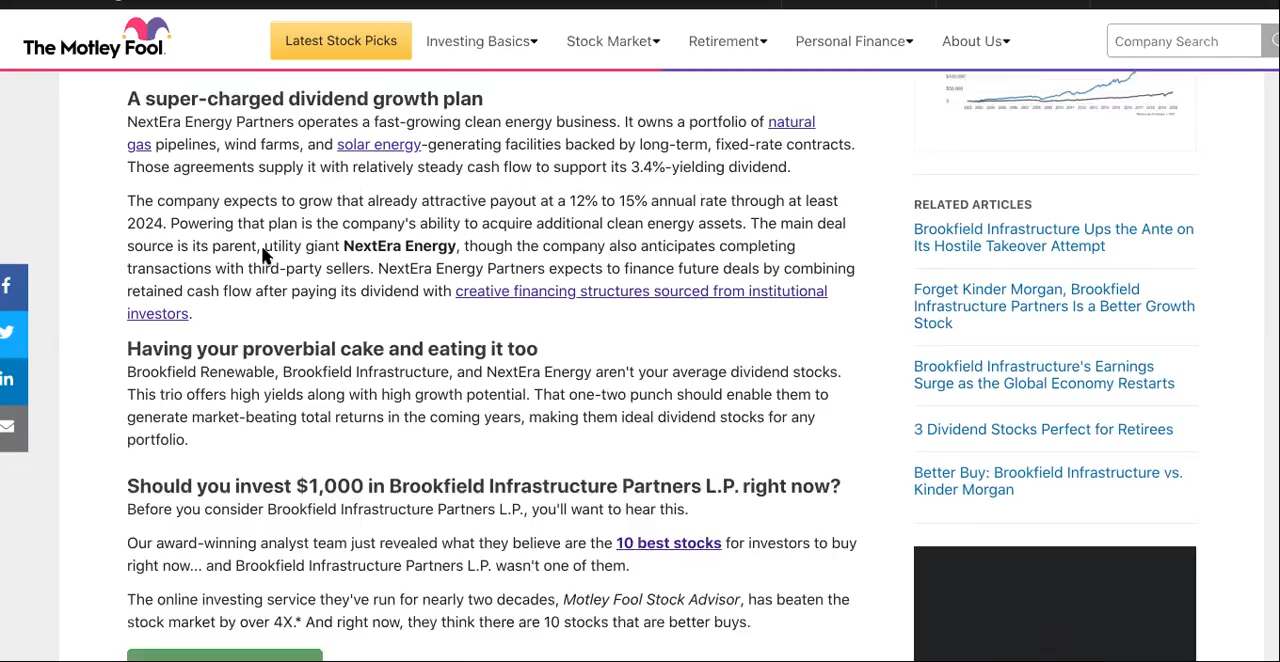 The Motley Fool.
Latest Stock Picks
Investing Basics
Stock Market
Retirement
Personal Finance
About Us
Company Search
A super-charged dividend growth plan
NextEra Energy Partners operates a fast-growing clean energy business. It owns a portfolio of natural
gas pipelines, wind farms, and solar energy-generating facilities backed by long-term, fixed-rate contracts.
Those agreements supply it with relatively steady cash flow to support its 3.4%-yielding dividend.
The company expects to grow that already attractive payout at a 12% to 15% annual rate through at least
2024. Powering that plan is the company's ability to acquire additional clean energy assets. The main deal
source is its parent, utility giant NextEra Energy, though the company also anticipates completing
transactions with third-party sellers. NextEra Energy Partners expects to finance future deals by combining
retained cash flow after paying its dividend with creative financing structures sourced from institutional
investors.
Having your proverbial cake and eating it too
Brookfield Renewable, Brookfield Infrastructure, and NextEra Energy aren't your average dividend stocks.
This trio offers high yields along with high growth potential. That one-two punch should enable them to
generate market-beating total returns in the coming years, making them ideal dividend stocks for any
portfolio.
Should you invest $1,000 in Brookfield Infrastructure Partners L.P. right now?
Before you consider Brookfield Infrastructure Partners L.P., you'll want to hear this.
Our award-winning analyst team just revealed what they believe are the 10 best stocks for investors to buy
right now... and Brookfield Infrastructure Partners L.P. wasn't one of them.
The online investing service they've run for nearly two decades, Motley Fool Stock Advisor, has beaten the
stock market by over 4X.* And right now, they think there are 10 stocks that are better buys.
RELATED ARTICLES
Brookfield Infrastructure Ups the Ante on
Its Hostile Takeover Attempt
Forget Kinder Morgan, Brookfield
Infrastructure Partners Is a Better Growth
Stock
Brookfield Infrastructure's Earnings
Surge as the Global Economy Restarts
3 Dividend Stocks Perfect for Retirees
Better Buy: Brookfield Infrastructure vs.
Kinder Morgan